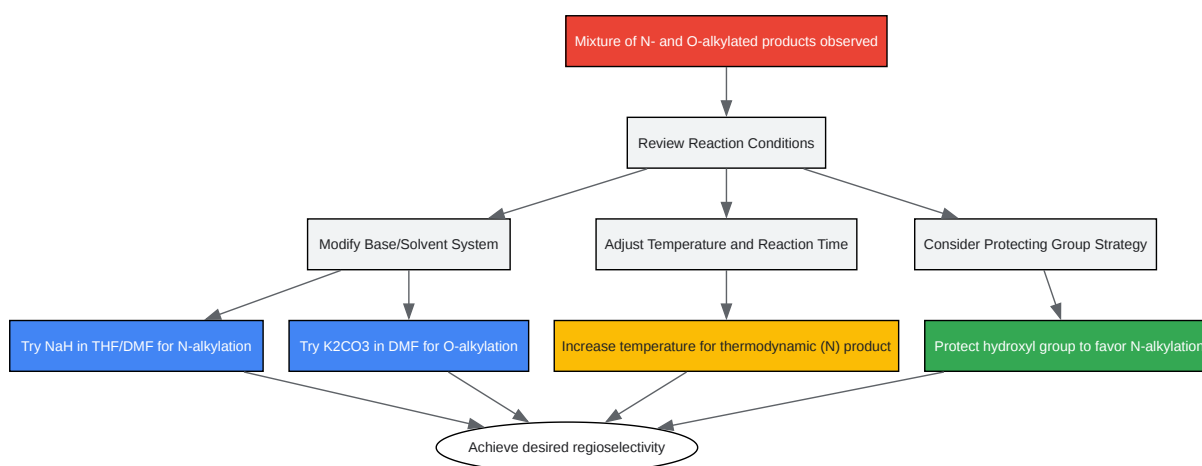 Mixture of N- and O-alkylated products observed
Review Reaction Conditions
Modify Base/Solvent System
Adjust Temperature and Reaction Time
Consider Protecting Group Strategy
Try NaH in THF/DMF for N-alkylation
Try K2CO3 in DMF for O-alkylation
Increase temperature for thermodynamic (N) product
Protect hydroxyl group to favor N-alkylation
Achieve desired regioselectivity